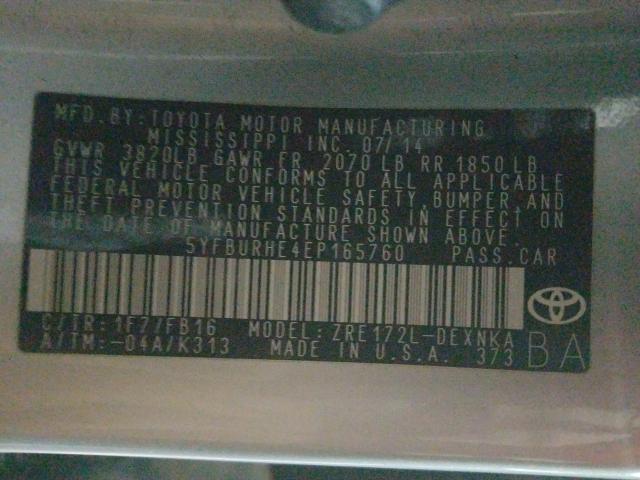 MFD.BY:TOYOTA MOTOR MANUFACTURING
MISSISSIPPI INC. 07/14
GVWR 3820LB GAWR FR 2070 LB RR 1850 LB
THIS VEHICLE CONFORMS TO ALL APPLICABLE
FEDERAL MOTOR VEHICLE SAFETY,BUMPER AND
THEFT PREVENTION STANDARDS IN EFFECT ON
THE DATE OF MANUFACTURE SHOWN ABOVE.
5YFBURHE4EP165760 PASS.CAR
C/TR:1F77/FB16 MODEL:ZRE172L-DEXNKA
A/TM:-04A/K313 MADE IN U.S.A. 373
BA